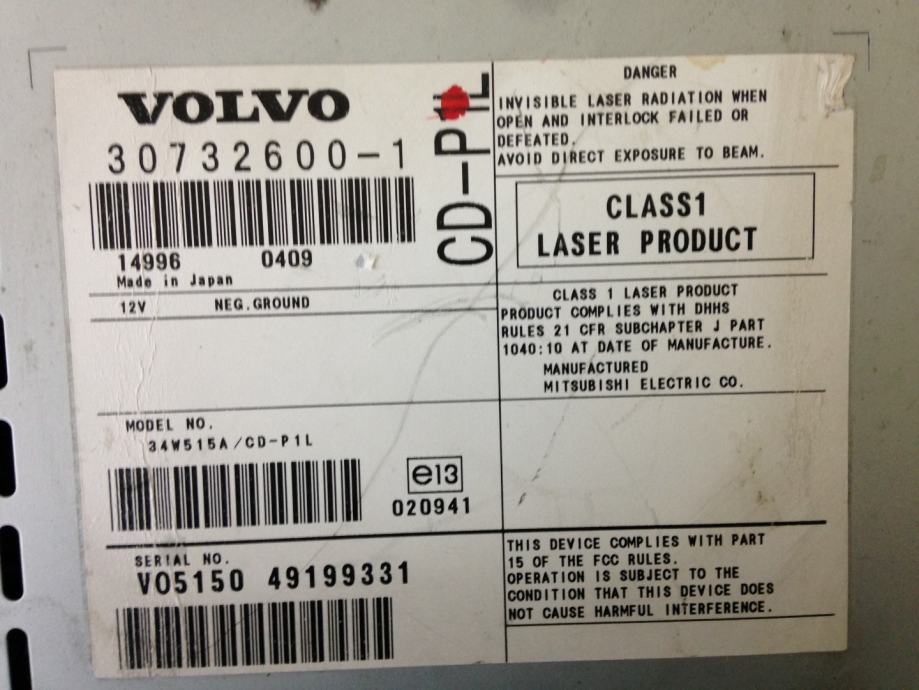 VOLVO
30732600-1
14996 0409
Made in Japan
12V NEG.GROUND
MODEL NO.
34W515A/CD-P1L
e13
020941
SERIAL NO.
VO5150 49199331
CD-P1L
DANGER
INVISIBLE LASER RADIATION WHEN
OPEN AND INTERLOCK FAILED OR
DEFEATED.
AVOID DIRECT EXPOSURE TO BEAM.
CLASS1
LASER PRODUCT
CLASS 1 LASER PRODUCT
PRODUCT COMPLIES WITH DHHS
RULES 21 CFR SUBCHAPTER J PART
1040:10 AT DATE OF MANUFACTURE.
MANUFACTURED
MITSUBISHI ELECTRIC CO.
THIS DEVICE COMPLIES WITH PART
15 OF THE FCC RULES.
OPERATION IS SUBJECT TO THE
CONDITION THAT THIS DEVICE DOES
NOT CAUSE HARMFUL INTERFERENCE.